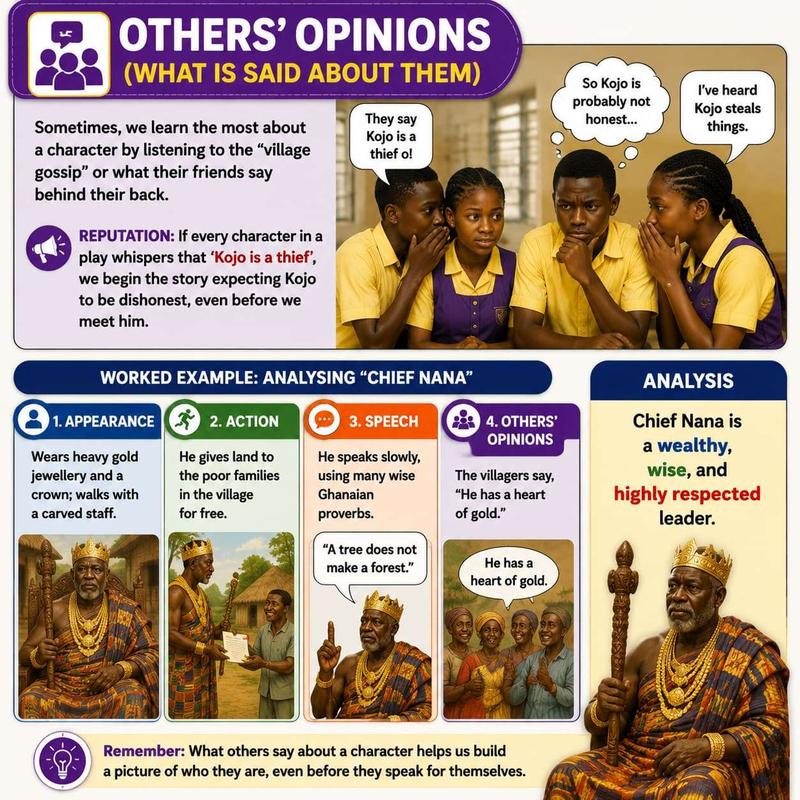 OTHERS' OPINIONS
(WHAT IS SAID ABOUT THEM)
Sometimes, we learn the most about
a character by listening to the “village
gossip” or what their friends say
behind their back.
REPUTATION: If every character in a
play whispers that ‘Kojo is a thief’,
we begin the story expecting Kojo
to be dishonest, even before we
meet him.
They say
Kojo is a
thief o!
So Kojo is
probably not
honest...
I've heard
Kojo steals
things.
WORKED EXAMPLE: ANALYSING “CHIEF NANA”
1. APPEARANCE
Wears heavy gold
jewellery and a
crown; walks with
a carved staff.
2. ACTION
He gives land to
the poor families
in the village
for free.
3. SPEECH
He speaks slowly,
using many wise
Ghanaian
proverbs.
“A tree does not
make a forest.”
4. OTHERS'
OPINIONS
The villagers say,
“He has a heart
of gold.”
He has a
heart of gold.
ANALYSIS
Chief Nana is
a wealthy,
wise, and
highly respected
leader.
Remember: What others say about a character helps us build
a picture of who they are, even before they speak for themselves.